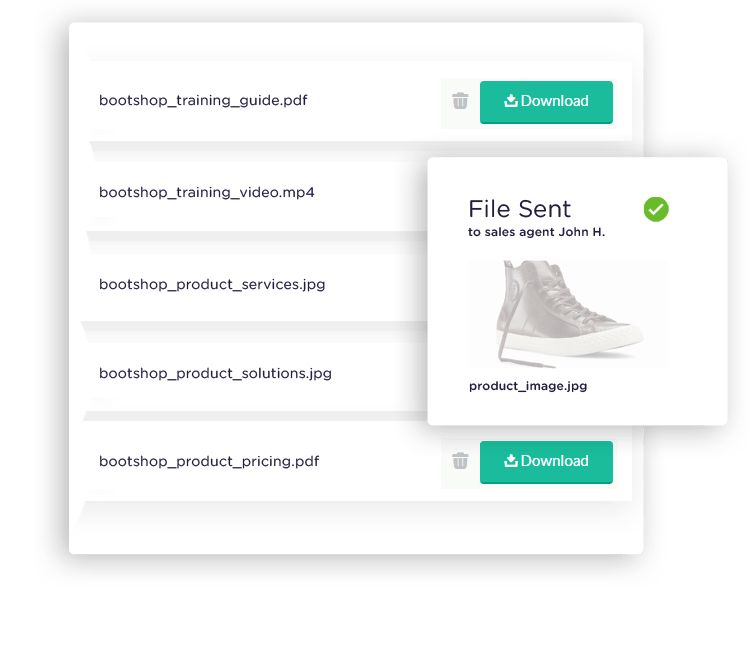 bootshop_training_guide.pdf
Download
bootshop_training_video.mp4
File Sent
to sales agent John H.
bootshop_product_services.jpg
bootshop_product_solutions.jpg
product_image.jpg
bootshop_product_pricing.pdf
Download